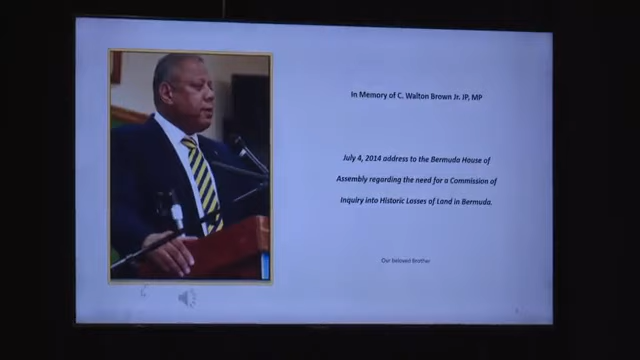 In Memory of C. Walton Brown Jr. JP, MP
July 4, 2014 address to the Bermuda House of
Assembly regarding the need for a Commission of
Inquiry into Historic Losses of Land in Bermuda.
Our Beloved Brother